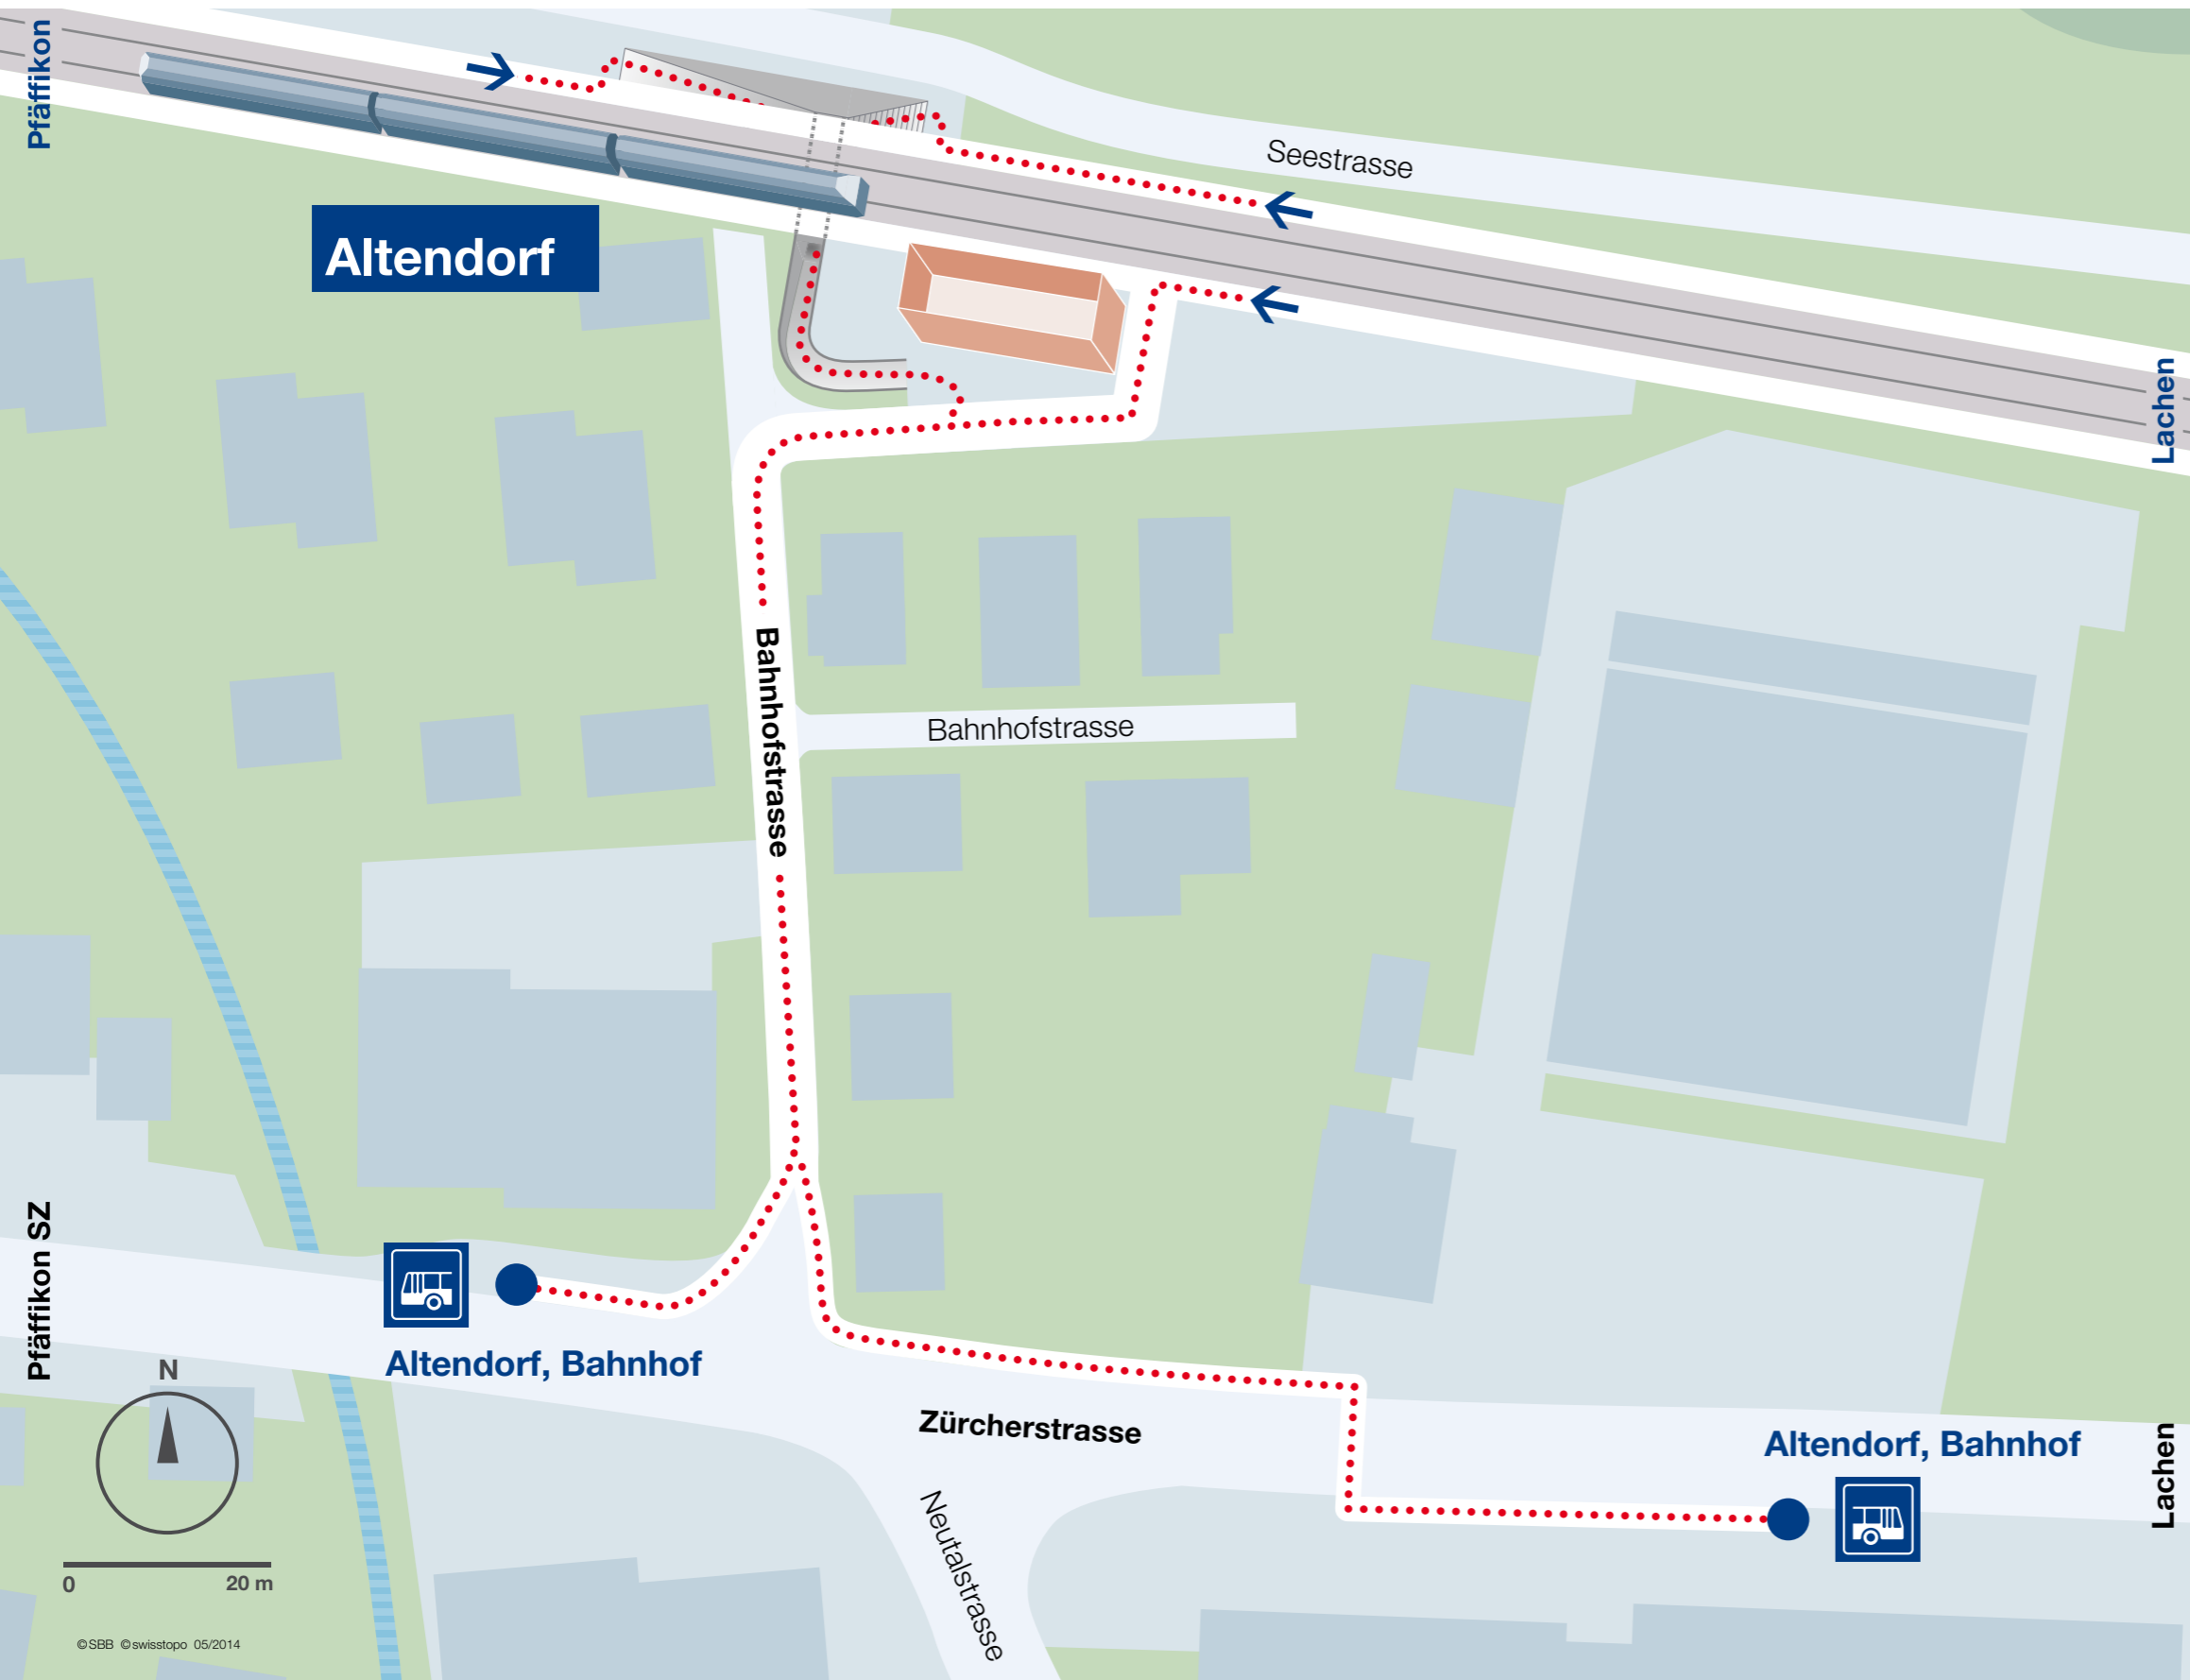 Pfäffikon
Seestrasse
Altendorf
Lachen
Bahnhofstrasse
Bahnhofstrasse
Pfäffikon SZ
N
Altendorf, Bahnhof
Zürcherstrasse
Altendorf, Bahnhof
Lachen
Neutalstrasse
0 20 m
© SBB © swisstopo 05/2014